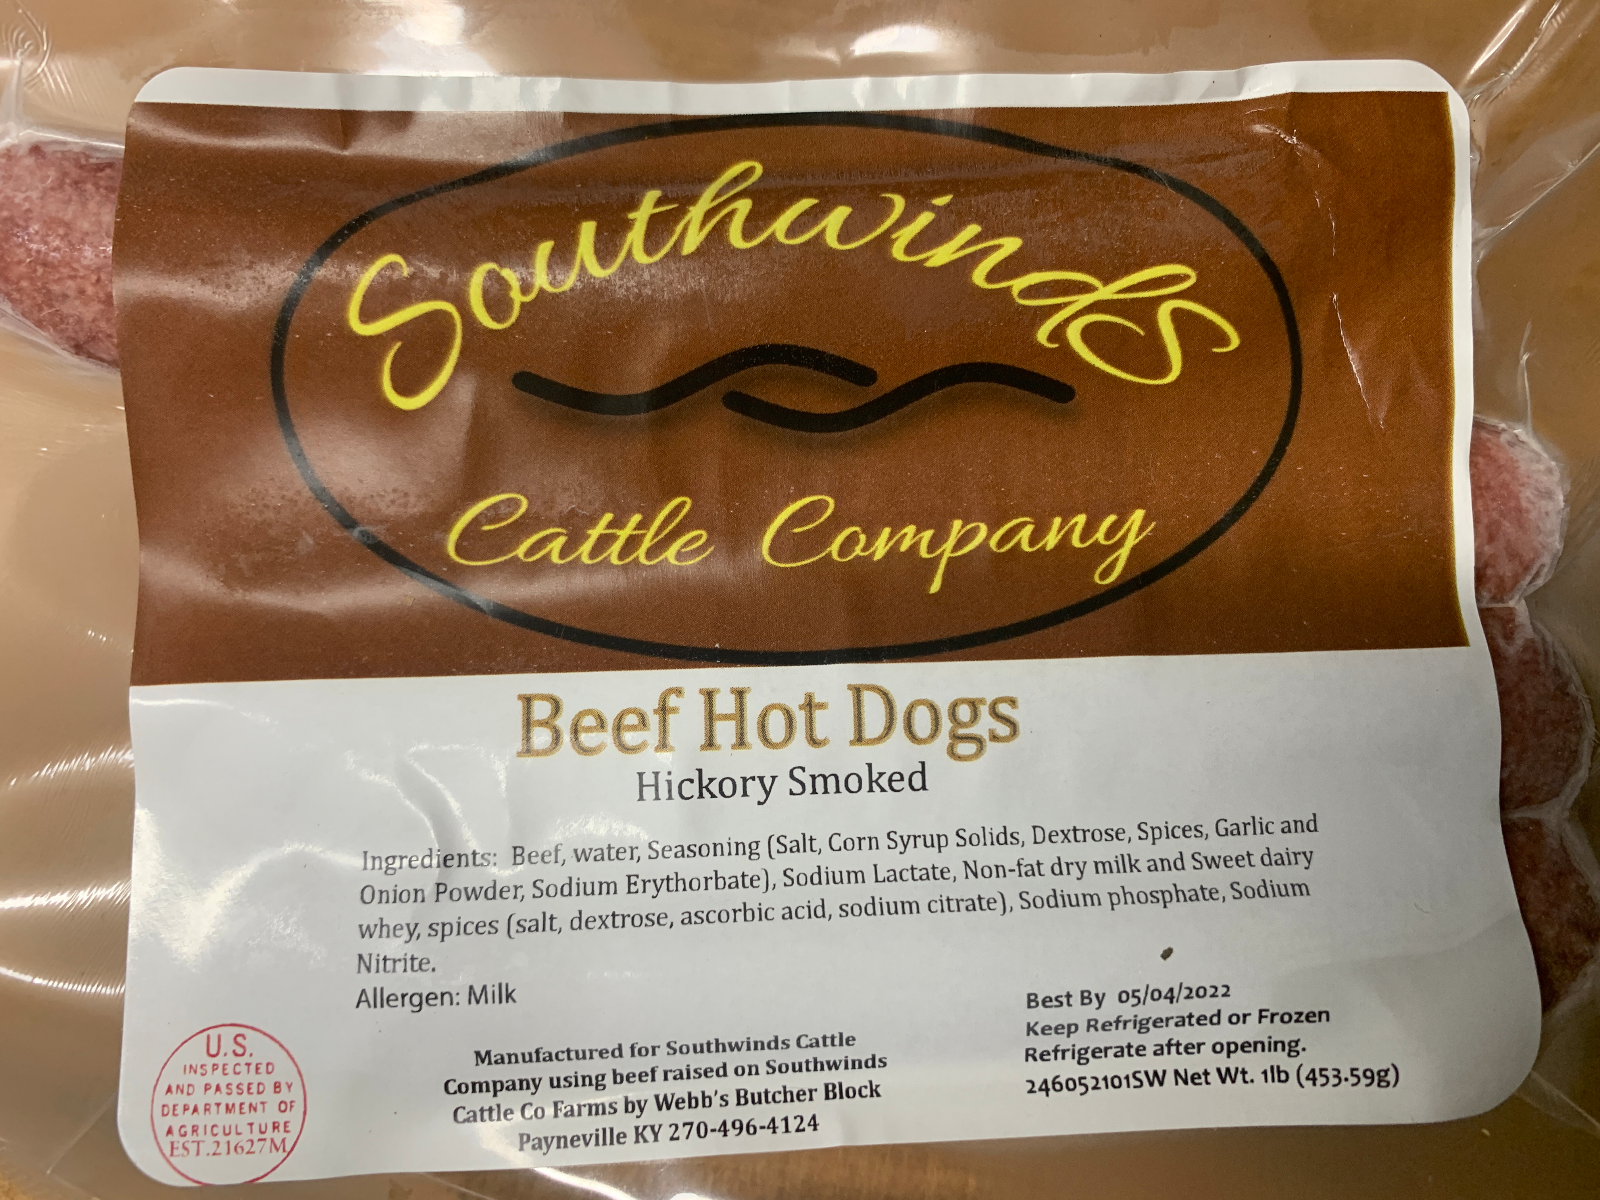 Southwinds
Cattle Company
Beef Hot Dogs
Hickory Smoked
Ingredients: Beef, water, Seasoning (Salt, Corn Syrup Solids, Dextrose, Spices, Garlic and
Onion Powder, Sodium Erythorbate), Sodium Lactate, Non-fat dry milk and Sweet dairy
whey, spices (salt, dextrose, ascorbic acid, sodium citrate), Sodium phosphate, Sodium
Nitrite.
Allergen: Milk
U.S.
INSPECTED
AND PASSED BY
DEPARTMENT OF
AGRICULTURE
EST.21627M
Manufactured for Southwinds Cattle
Company using beef raised on Southwinds
Cattle Co Farms by Webb's Butcher Block
Payneville KY 270-496-4124
Best By 05/04/2022
Keep Refrigerated or Frozen
Refrigerate after opening.
246052101SW Net Wt. 1lb (453.59g)